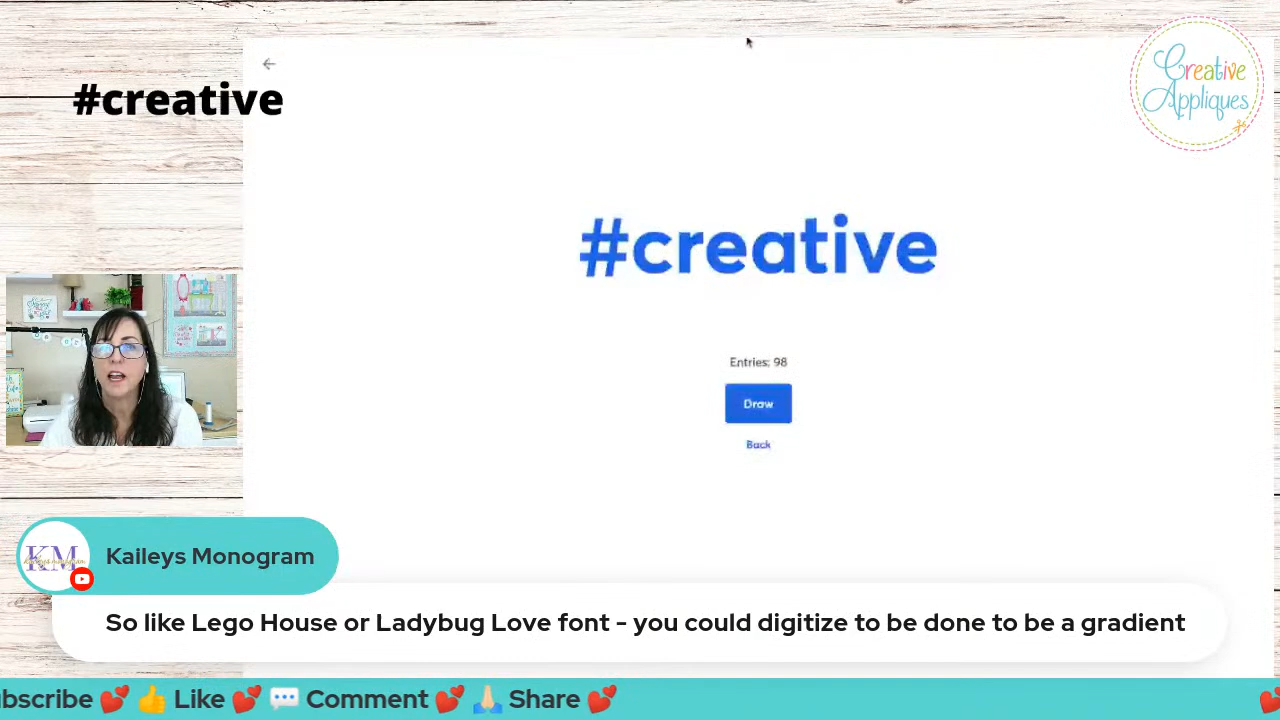 #creative
Creative
Appliques
#creative
Entries: 98
Draw
Back
KM
Kaileys Monogram
So like Lego House or Ladybug Love font - you could digitize to be done to be a gradient
bscribe 💕 👍 Like 💕 💬 Comment 💕 🙏🏻 Share 💕